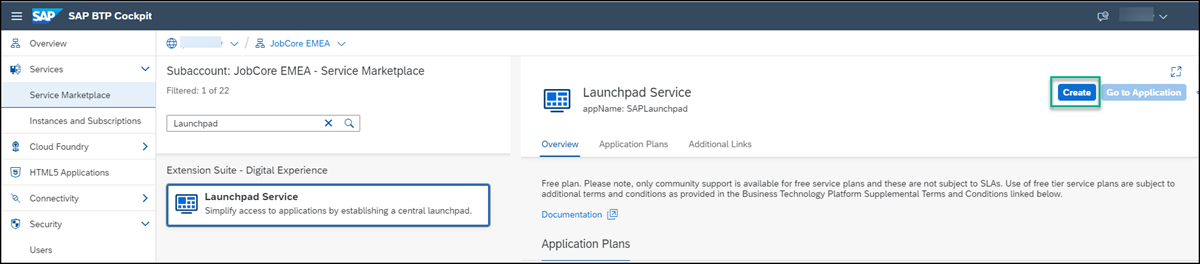 SAP SAP BTP Cockpit
Overview
Services
Service Marketplace
Instances and Subscriptions
Cloud Foundry
HTML5 Applications
Connectivity
Security
Users
/ JobCore EMEA
Subaccount: JobCore EMEA - Service Marketplace
Filtered: 1 of 22
Launchpad
Extension Suite - Digital Experience
Launchpad Service
Simplify access to applications by establishing a central launchpad.
Launchpad Service
appName: SAPLaunchpad
Create
Go to Application
Overview Application Plans Additional Links
Free plan. Please note, only community support is available for free service plans and these are not subject to SLAs. Use of free tier service plans are subject to
additional terms and conditions as provided in the Business Technology Platform Supplemental Terms and Conditions linked below.
Documentation
Application Plans